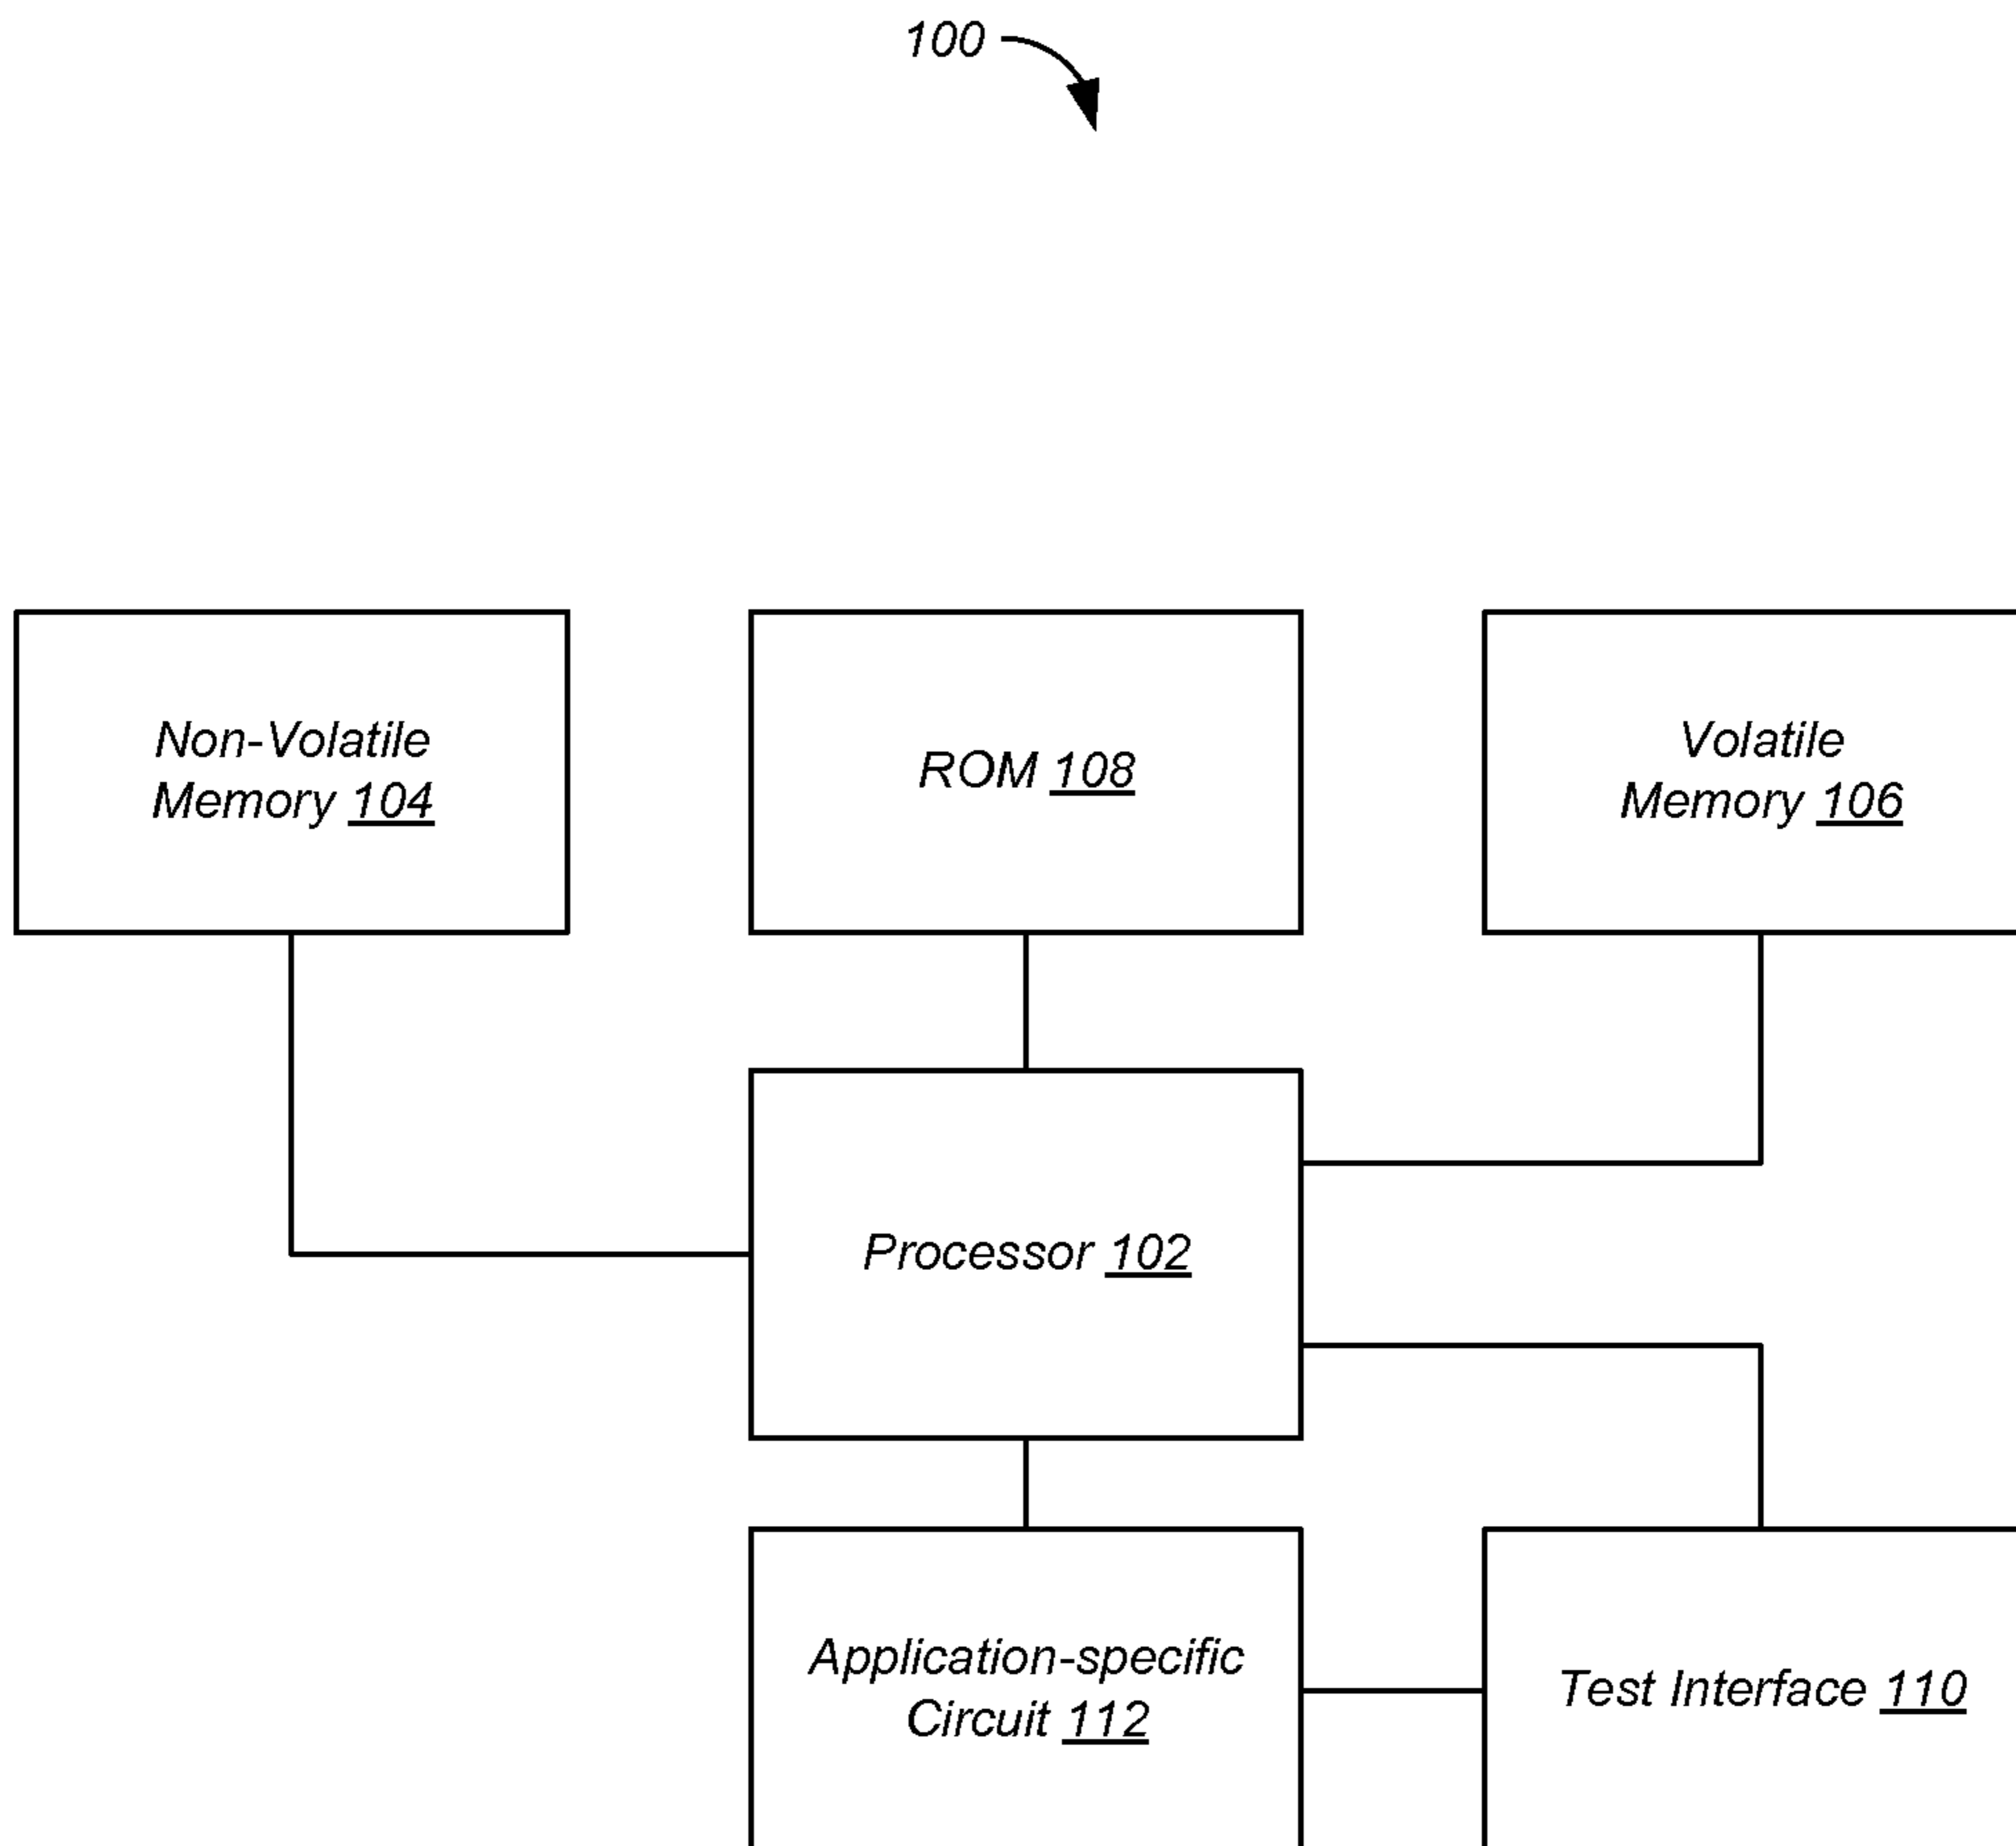 100
Non-Volatile
Memory 104
ROM 108
Volatile
Memory 106
Processor 102
Application-specific
Circuit 112
Test Interface 110